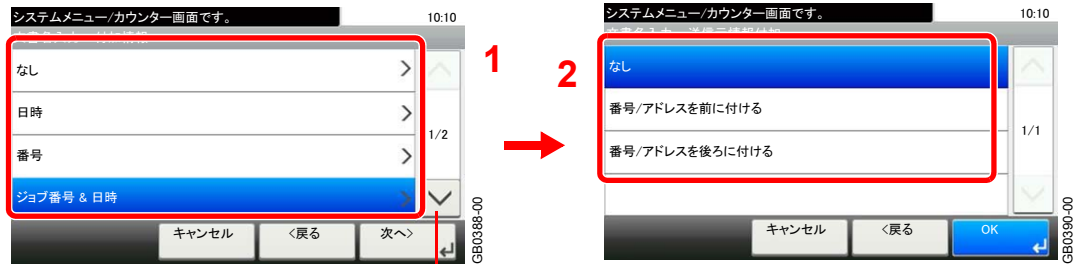 システムメニュー/カウンター画面です。
10:10
なし
日時
番号
ジョブ番号 & 日時
1/2
キャンセル
<戻る
次へ>
GB0388-00
1
2
システムメニュー/カウンター画面です。
10:10
なし
番号/アドレスを前に付ける
番号/アドレスを後ろに付ける
1/1
キャンセル
<戻る
OK
GB0390-00